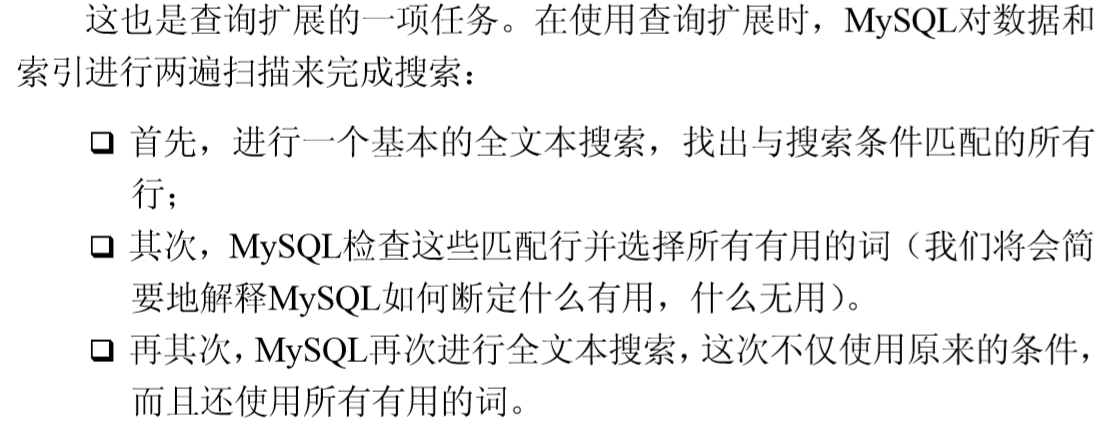 这也是查询扩展的一项任务。在使用查询扩展时，MySQL对数据和
索引进行两遍扫描来完成搜索：
❑ 首先，进行一个基本的全文本搜索，找出与搜索条件匹配的所有
行；
❑ 其次，MySQL检查这些匹配行并选择所有有用的词（我们将会简
要地解释MySQL如何断定什么有用，什么无用）。
❑ 再其次，MySQL再次进行全文本搜索，这次不仅使用原来的条件，
而且还使用所有有用的词。